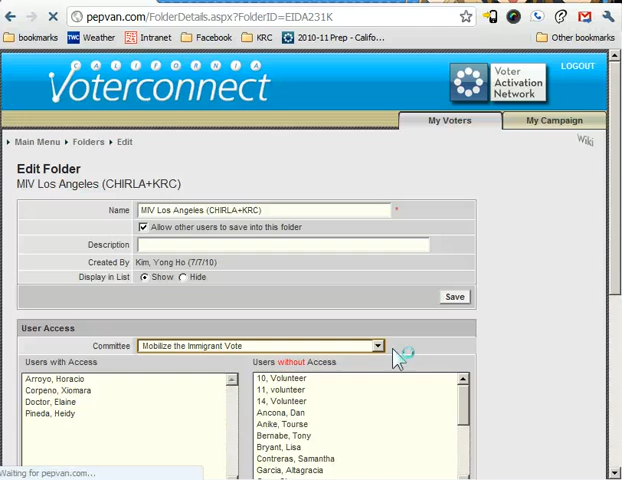 pepvan.com/FolderDetails.aspx?FolderID=EIDA231K
bookmarks Weather Intranet Facebook KRC 2010-11 Prep - Califo... Other bookmarks
CALIFORNIA
Voterconnect
Voter Activation Network
LOGOUT
My Voters My Campaign
Main Menu Folders Edit
Wiki
Edit Folder
MIV Los Angeles (CHIRLA+KRC)
Name MIV Los Angeles (CHIRLA+KRC) *
Allow other users to save into this folder
Description
Created By Kim, Yong Ho (7/7/10)
Display in List Show Hide
Save
User Access
Committee Mobilize the Immigrant Vote
Users with Access Users without Access
Arroyo, Horacio 10, Volunteer
Corpeno, Xiomara 11, volunteer
Doctor, Elaine 14, Volunteer
Pineda, Heidy Ancona, Dan
Anike, Tourse
Bernabe, Tony
Bryant, Lisa
Contreras, Samantha
Garcia, Altagracia
Waiting for pepvan.com...